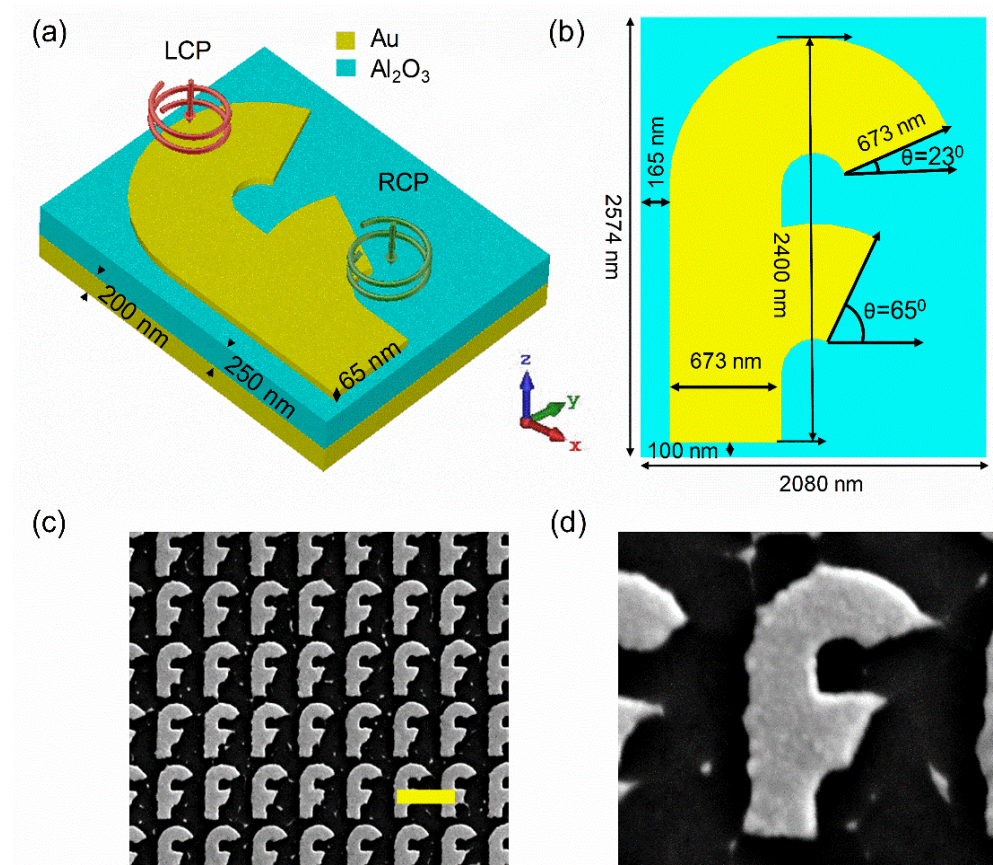 (a)
LCP
Au
Al2O3
RCP
200 nm
250 nm
65 nm
z
y
x
(b)
165 nm
673 nm
θ=23⁰
2574 nm
2400 nm
θ=65⁰
673 nm
100 nm
2080 nm
(c)
(d)